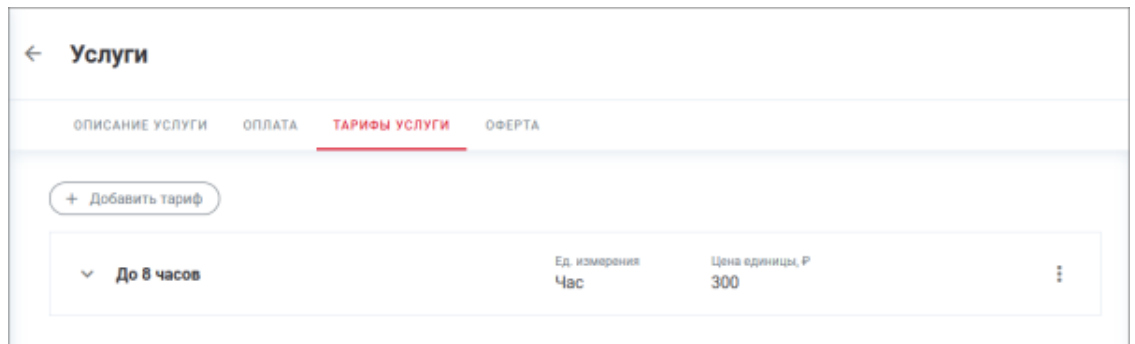 Услуги
ОПИСАНИЕ УСЛУГИ ОПЛАТА ТАРИФЫ УСЛУГИ ОФЕРТА
+ Добавить тариф
Ед. измерения Цена единицы, ₽
До 8 часов Час 300